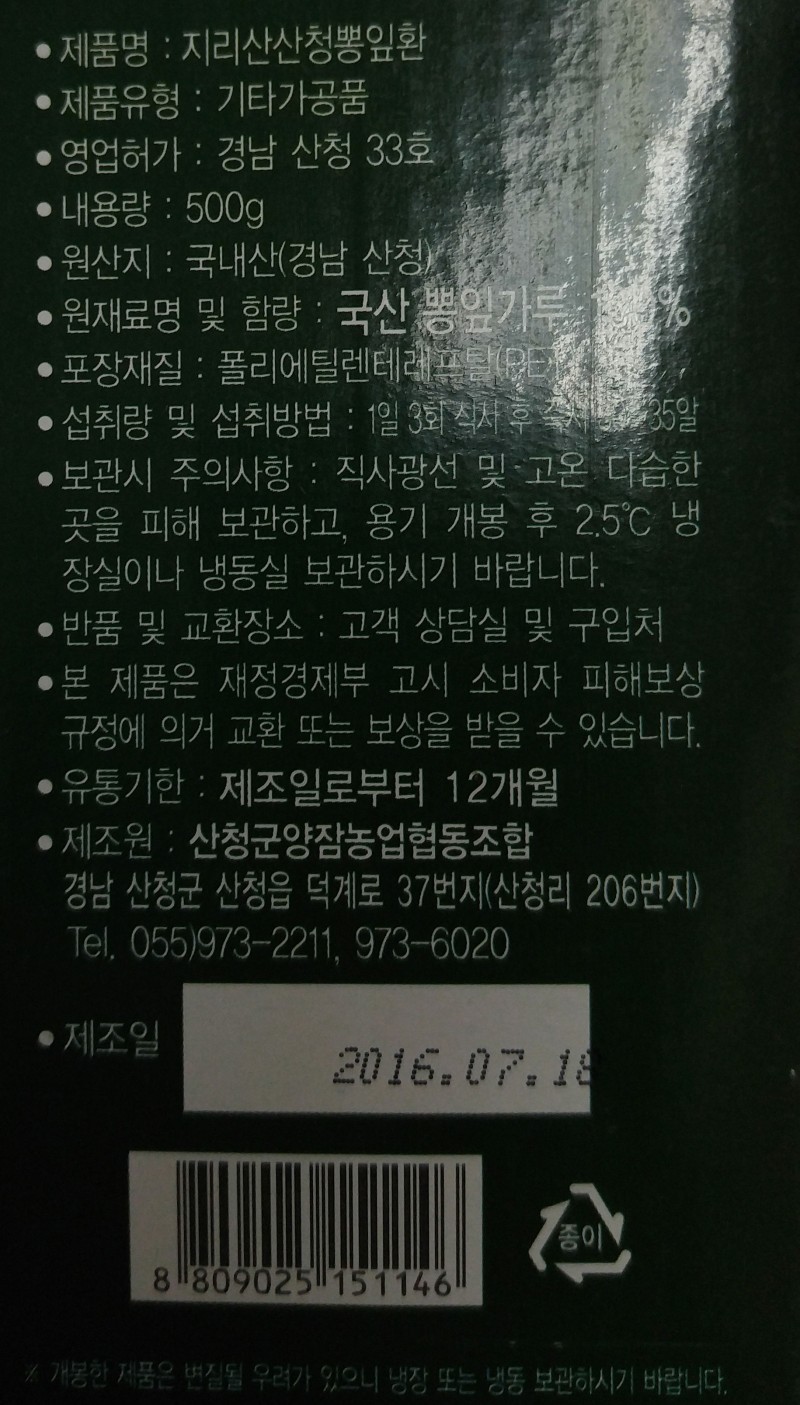 • 제품명 : 지리산산청뽕잎환
• 제품유형 : 기타가공품
• 영업허가 : 경남 산청 33호
• 내용량 : 500g
• 원산지 : 국내산(경남 산청)
• 원재료명 및 함량 : 국산 뽕잎가루
• 포장재질 : 폴리에틸렌테레프탈(PET)
• 섭취량 및 섭취방법 : 1일 3회 식사 후 35알
• 보관시 주의사항 : 직사광선 및 고온 다습한
곳을 피해 보관하고, 용기 개봉 후 2.5℃ 냉
장실이나 냉동실 보관하시기 바랍니다.
• 반품 및 교환장소 : 고객 상담실 및 구입처
• 본 제품은 재정경제부 고시 소비자 피해보상
규정에 의거 교환 또는 보상을 받을 수 있습니다.
• 유통기한 : 제조일로부터 12개월
• 제조원 : 산청군양잠농업협동조합
경남 산청군 산청읍 덕계로 37번지(산청리 206번지)
Tel. 055)973-2211, 973-6020
• 제조일
2016.07.18
8 809025 151146
종이
※ 개봉한 제품은 변질될 우려가 있으니 냉장 또는 냉동 보관하시기 바랍니다.